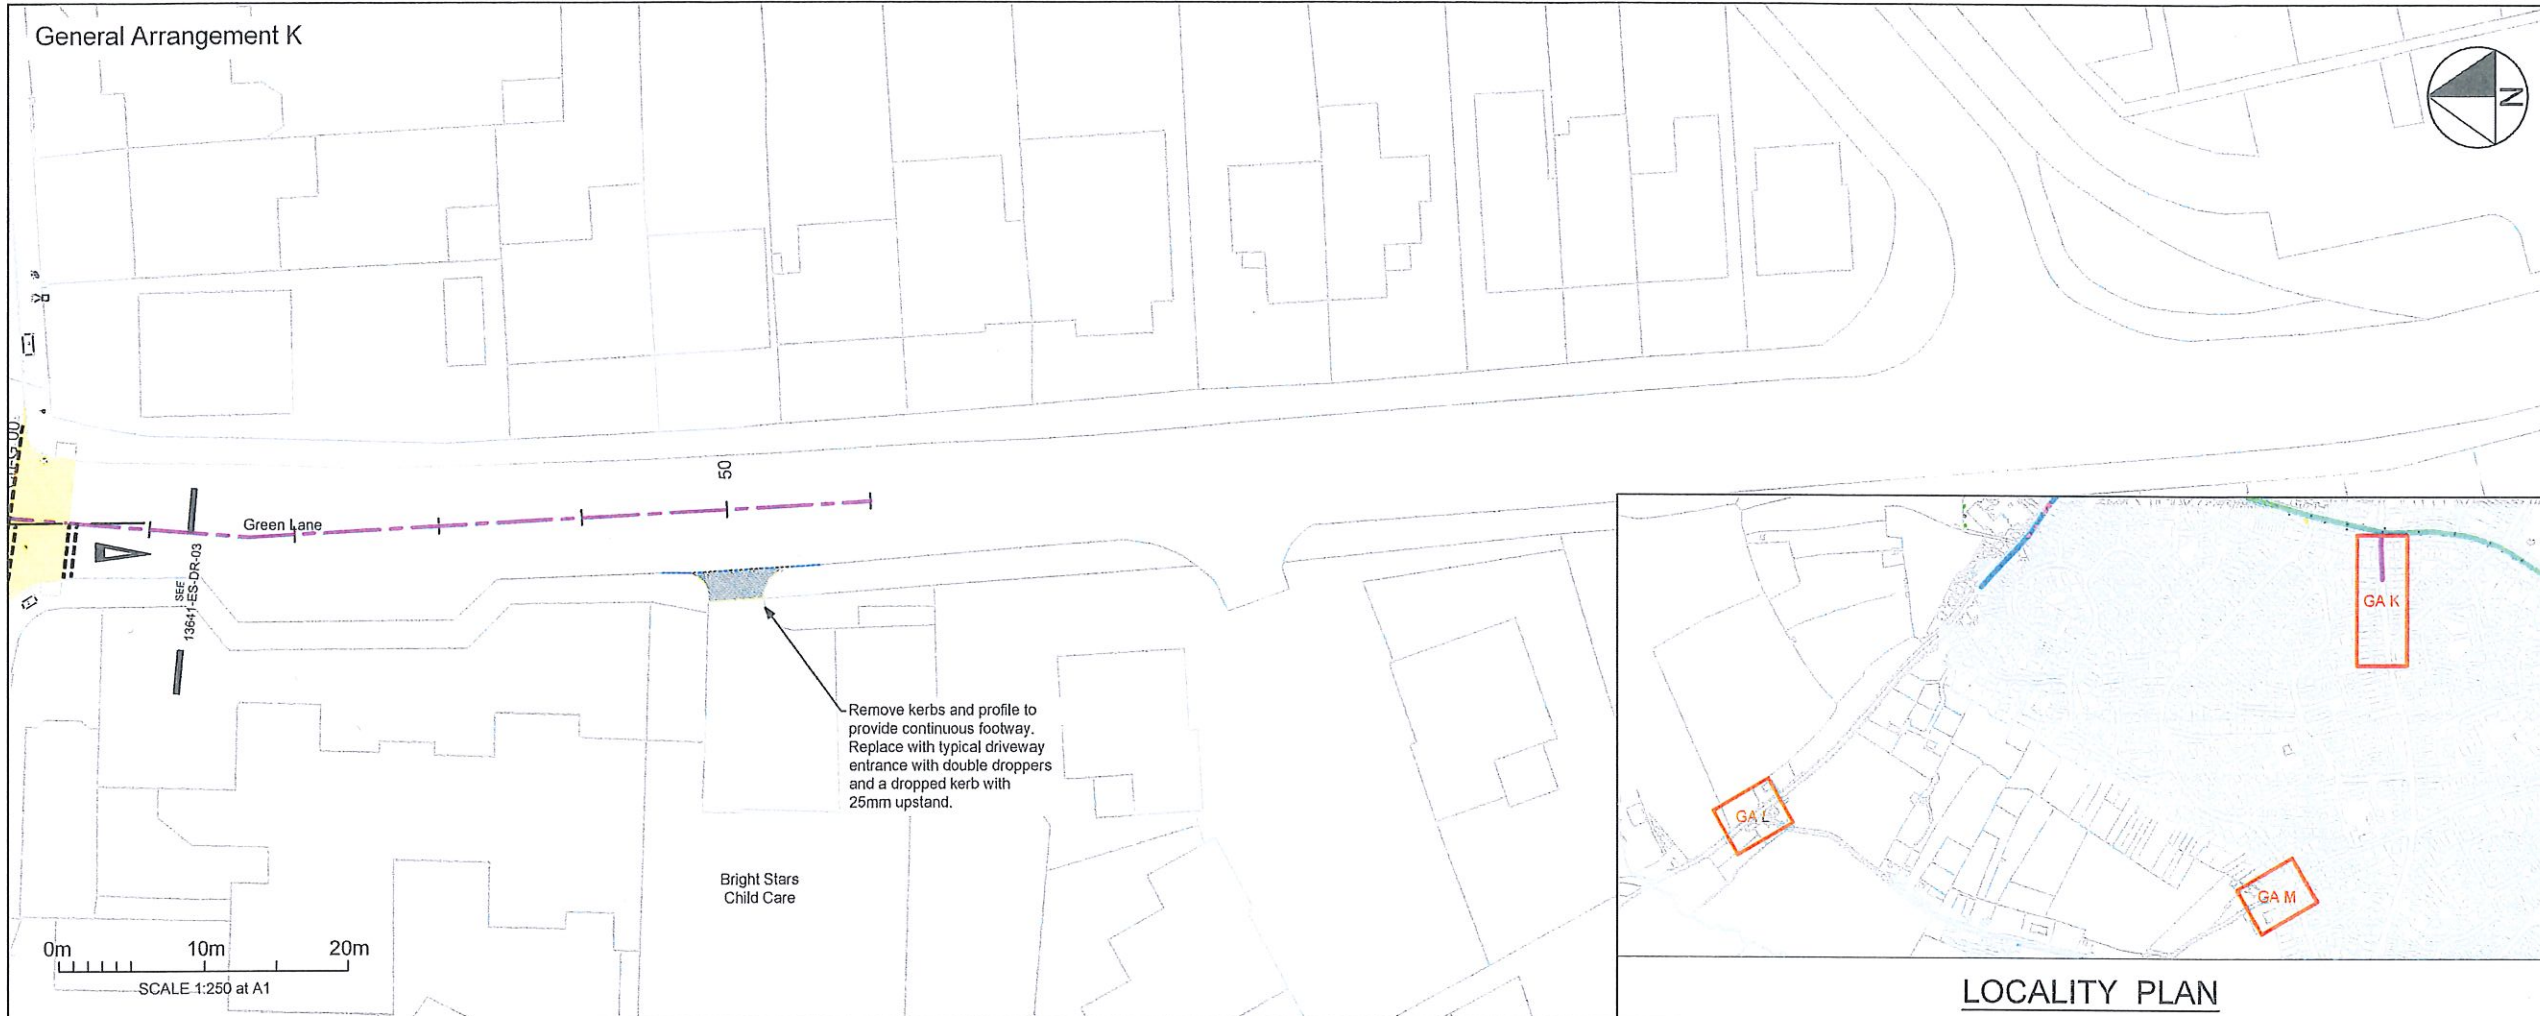 General Arrangement K
N
50
Green Lane
SEE
13641-ES-DR-03
Remove kerbs and profile to
provide continuous footway.
Replace with typical driveway
entrance with double droppers
and a dropped kerb with
25mm upstand.
Bright Stars
Child Care
0m 10m 20m
SCALE 1:250 at A1
GA K
GA L
GA M
LOCALITY PLAN